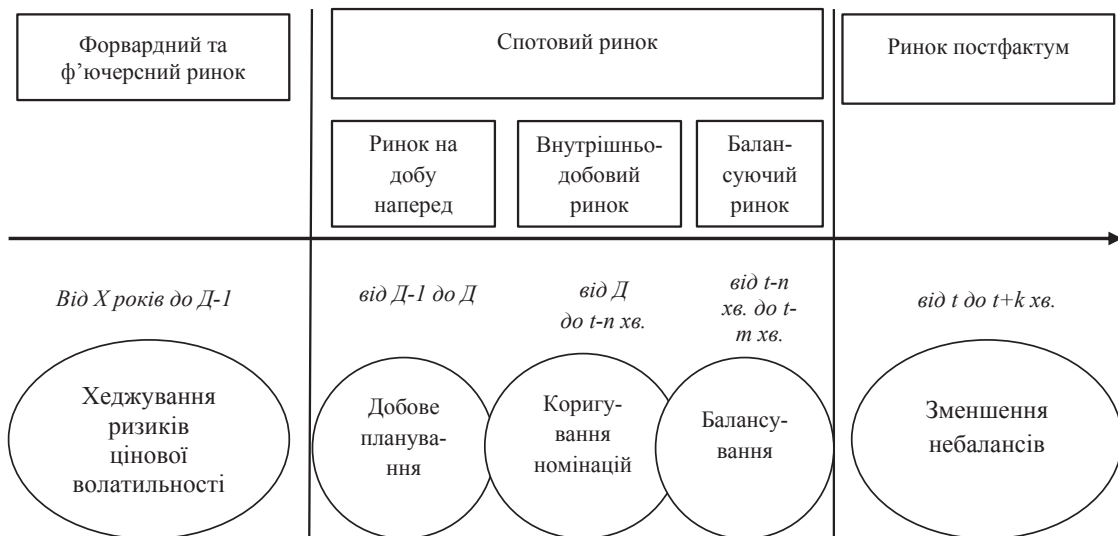 Форвардний та
ф’ючерсний ринок
Спотовий ринок
Ринок постфактум
Ринок на
добу
наперед
Внутрішньо-
добовий
ринок
Балан-
суючий
ринок
Від X років до Д-1
від Д-1 до Д
від Д
до t-n хв.
від t-n
хв. до t-
m хв.
від t до t+k хв.
Хеджування
ризиків
цінової
волатильності
Добове
планува-
ння
Коригу-
вання
номінацій
Балансу-
вання
Зменшення
небалансів